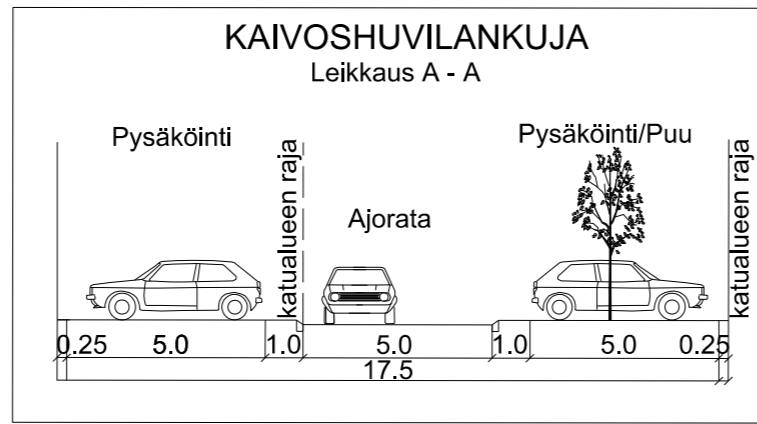 KAIVOSHUVILANKUJA
Leikkaus A - A
Pysäköinti
katualueen raja
Ajorata
Pysäköinti/Puu
katualueen raja
0.25 5.0 1.0 5.0 1.0 5.0 0.25
17.5